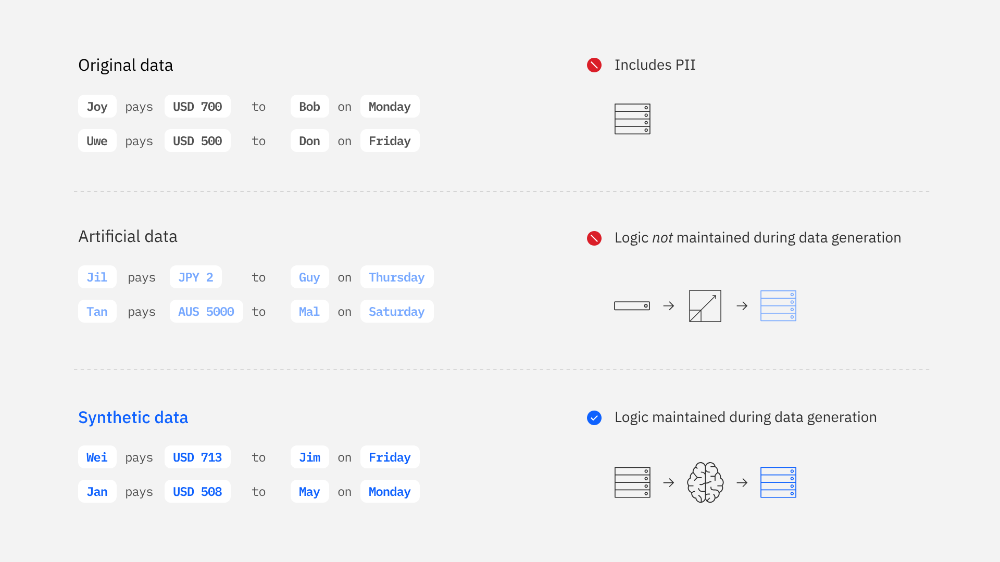 Original data
Includes PII
Joy pays USD 700 to Bob on Monday
Uwe pays USD 500 to Don on Friday
Artificial data
Logic not maintained during data generation
Jil pays JPY 2 to Guy on Thursday
Tan pays AUS 5000 to Mal on Saturday
Synthetic data
Logic maintained during data generation
Wei pays USD 713 to Jim on Friday
Jan pays USD 508 to May on Monday